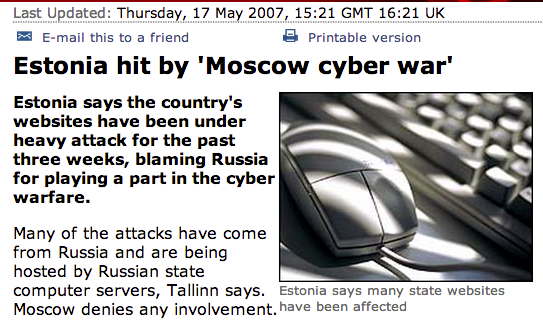 Last Updated: Thursday, 17 May 2007, 15:21 GMT 16:21 UK
E-mail this to a friend
Printable version
Estonia hit by 'Moscow cyber war'
Estonia says the country's
websites have been under
heavy attack for the past
three weeks, blaming Russia
for playing a part in the cyber
warfare.
Many of the attacks have come
from Russia and are being
hosted by Russian state
computer servers, Tallinn says.
Moscow denies any involvement.
Estonia says many state websites
have been affected